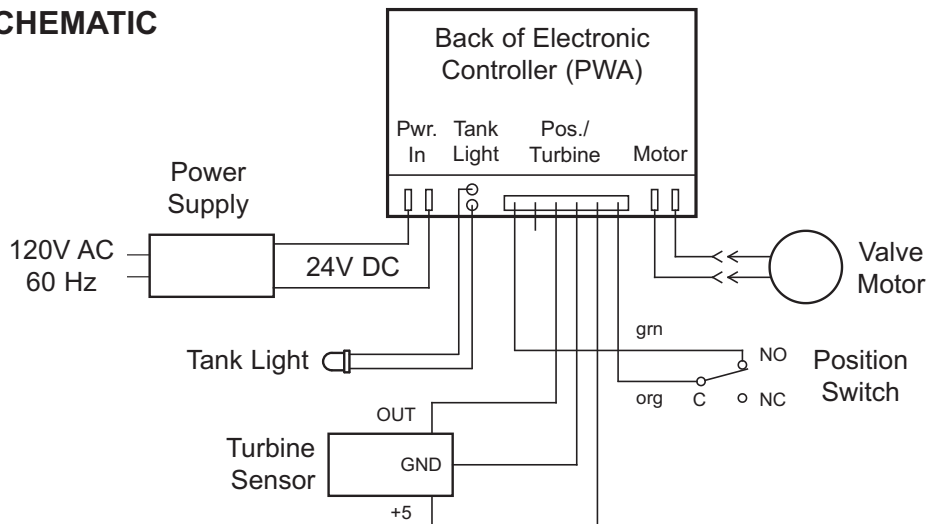 CHEMATIC
Back of Electronic
Controller (PWA)
Pwr.
In
Tank
Light
Pos./
Turbine
Motor
Power
Supply
120V AC
60 Hz
24V DC
Valve
Motor
Tank Light
grn
NO
org
C
NC
Position
Switch
OUT
Turbine
Sensor
GND
+5